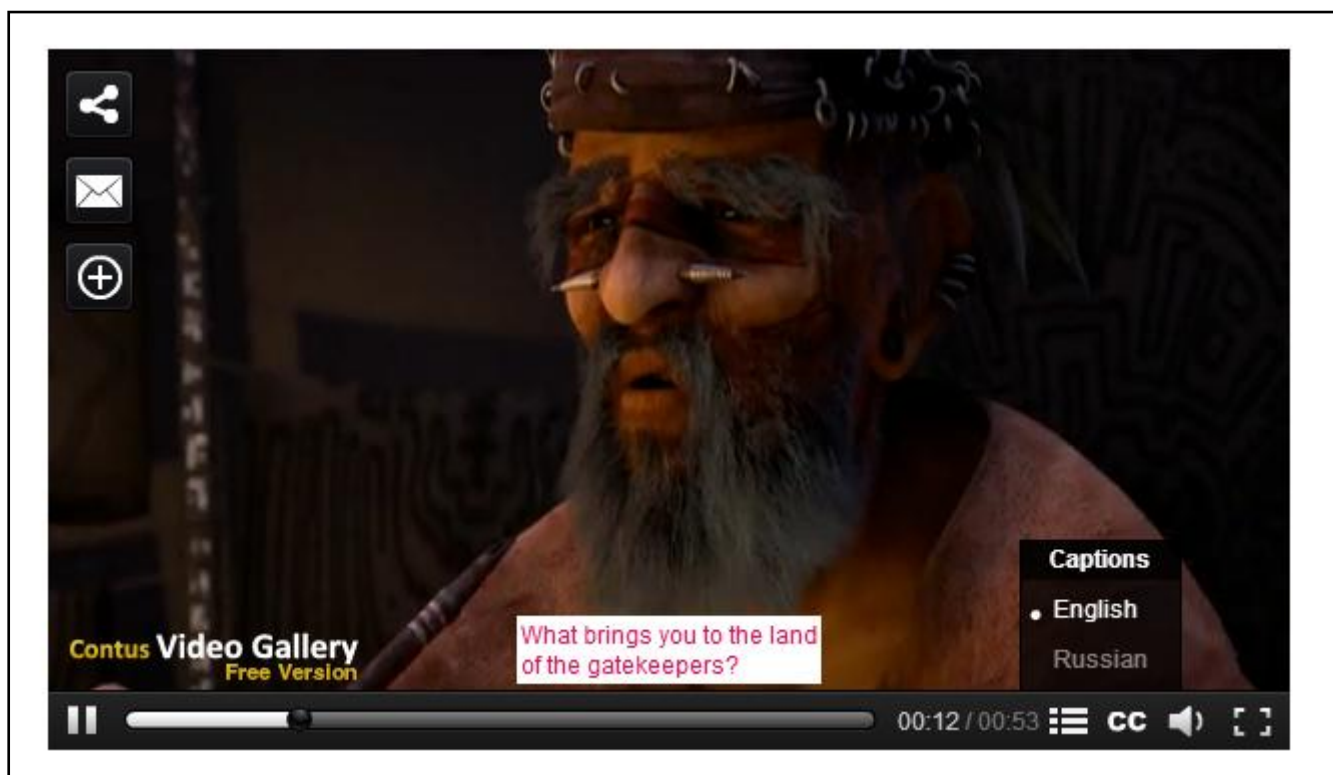 Captions
English
Russian
Contus Video Gallery
Free Version
What brings you to the land
of the gatekeepers?
00:12 / 00:53
CC